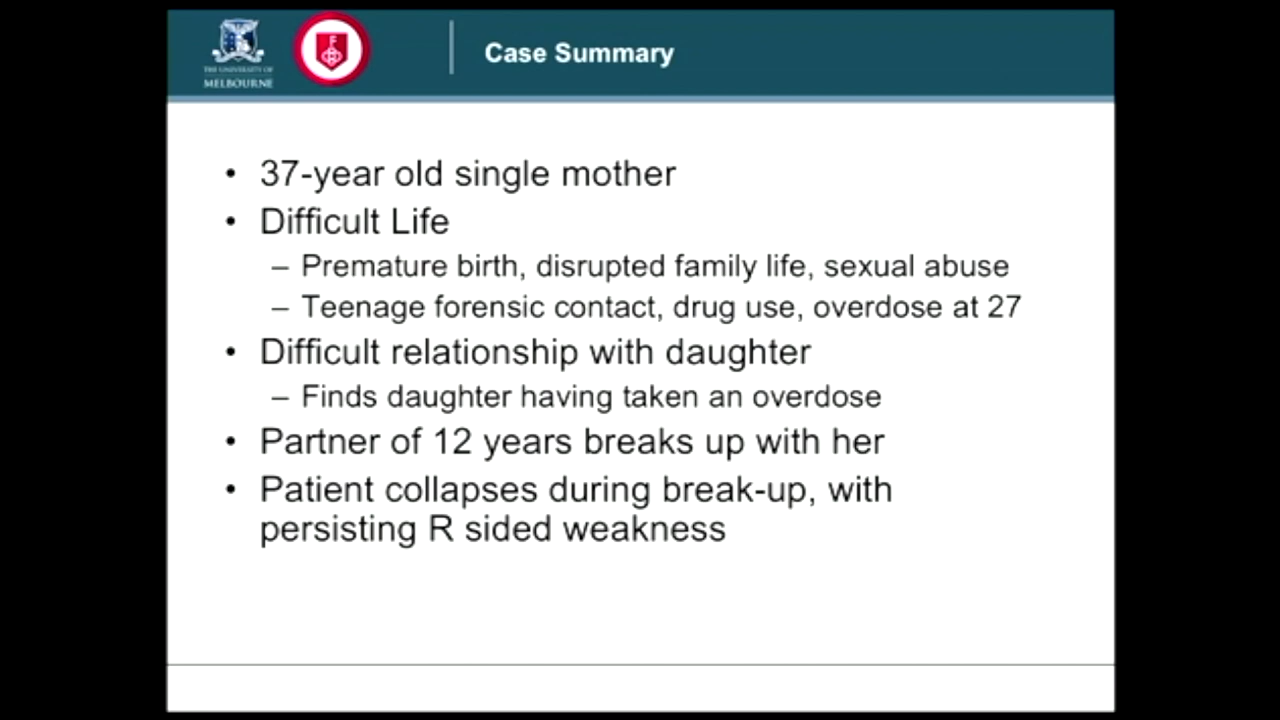 THE UNIVERSITY OF
MELBOURNE
Case Summary
• 37-year old single mother
• Difficult Life
– Premature birth, disrupted family life, sexual abuse
– Teenage forensic contact, drug use, overdose at 27
• Difficult relationship with daughter
– Finds daughter having taken an overdose
• Partner of 12 years breaks up with her
• Patient collapses during break-up, with
persisting R sided weakness